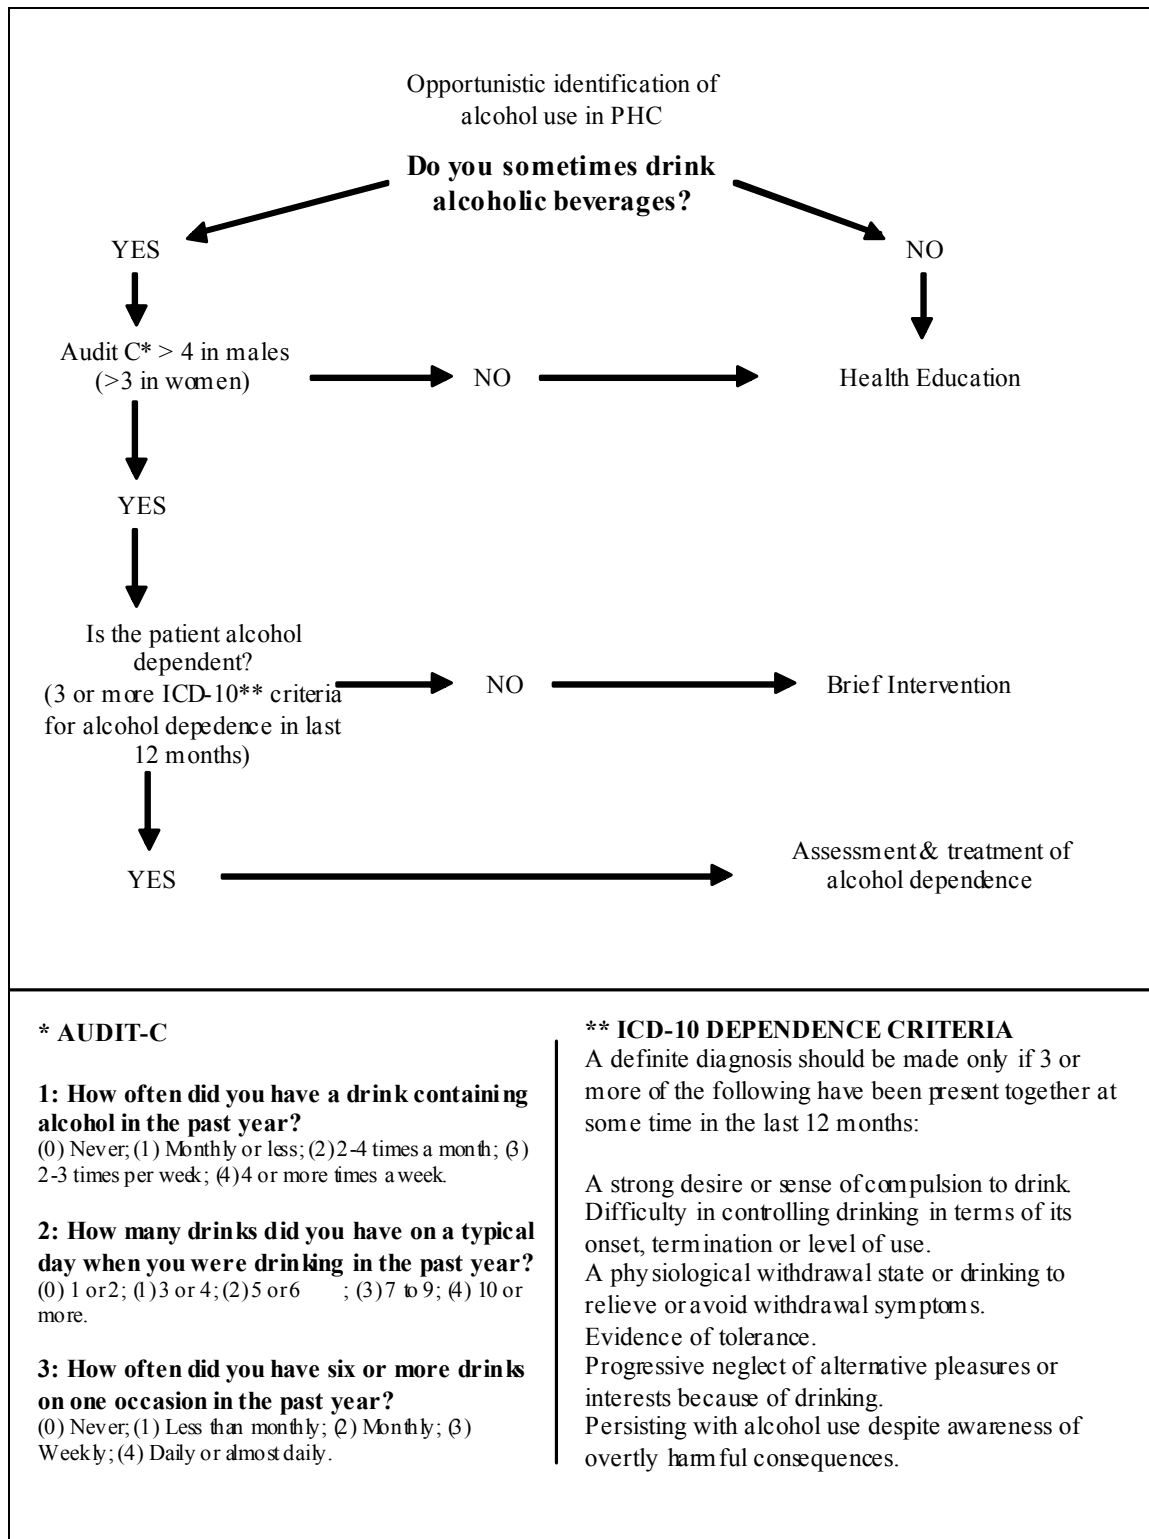 Opportunistic identification of
alcohol use in PHC
Do you sometimes drink
alcoholic beverages?
YES
NO
Audit C* > 4 in males
(>3 in women)
NO
Health Education
YES
Is the patient alcohol
dependent?
(3 or more ICD-10** criteria
for alcohol depedence in last
12 months)
NO
Brief Intervention
YES
Assessment & treatment of
alcohol dependence
* AUDIT-C
1: How often did you have a drink containing
alcohol in the past year?
(0) Never; (1) Monthly or less; (2) 2-4 times a month; (3)
2-3 times per week; (4) 4 or more times a week.
2: How many drinks did you have on a typical
day when you were drinking in the past year?
(0) 1 or 2; (1) 3 or 4; (2) 5 or 6 ; (3) 7 to 9; (4) 10 or
more.
3: How often did you have six or more drinks
on one occasion in the past year?
(0) Never; (1) Less than monthly; (2) Monthly; (3)
Weekly; (4) Daily or almost daily.
** ICD-10 DEPENDENCE CRITERIA
A definite diagnosis should be made only if 3 or
more of the following have been present together at
some time in the last 12 months:
A strong desire or sense of compulsion to drink.
Difficulty in controlling drinking in terms of its
onset, termination or level of use.
A physiological withdrawal state or drinking to
relieve or avoid withdrawal symptoms.
Evidence of tolerance.
Progressive neglect of alternative pleasures or
interests because of drinking.
Persisting with alcohol use despite awareness of
overtly harmful consequences.